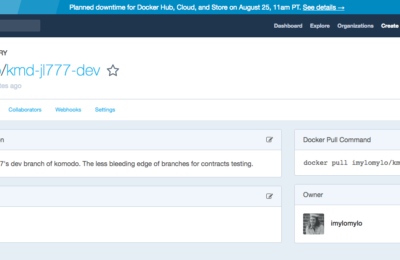 Planned downtime for Docker Hub, Cloud, and Store on August 25, 11am PT. See details →
Dashboard Explore Organizations Create
RY
/kmd-jl777-dev
tes ago
Collaborators Webhooks Settings
n
Docker Pull Command
7's dev branch of komodo. The less bleeding edge of branches for contracts testing.
docker pull imylomylo/km
Owner
imylomylo